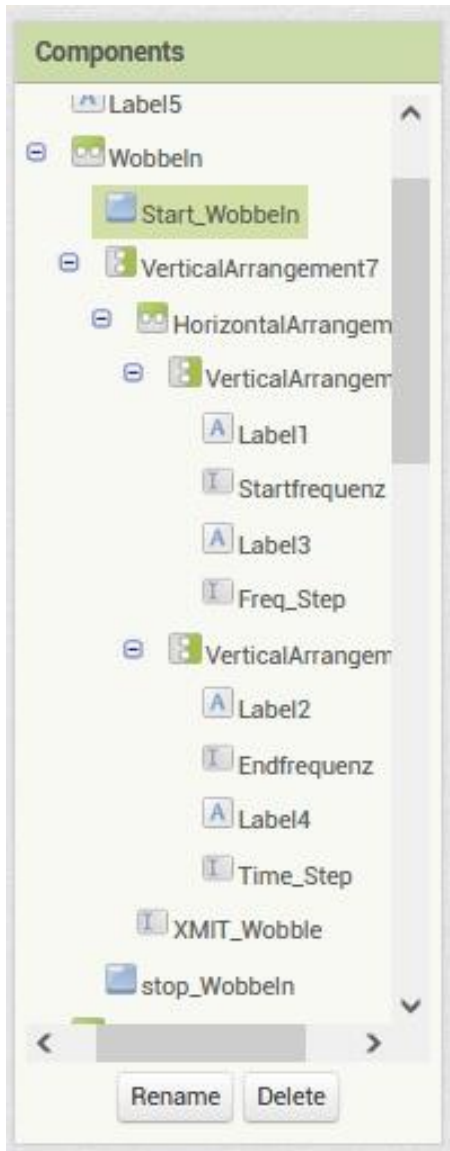 Components
Label5
Wobbeln
Start_Wobbeln
VerticalArrangement7
HorizontalArrangem
VerticalArrangem
Label1
Startfrequenz
Label3
Freq_Step
VerticalArrangem
Label2
Endfrequenz
Label4
Time_Step
XMIT_Wobble
stop_Wobbeln
Rename Delete